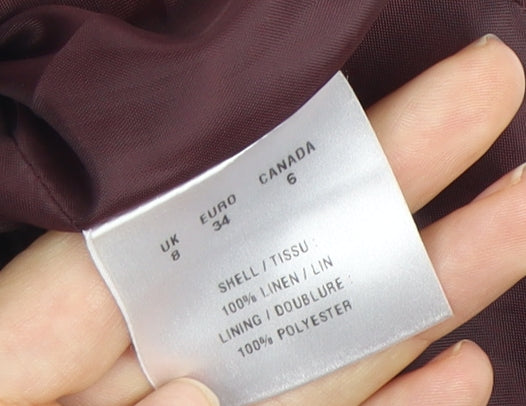 UK EURO CANADA
8 34 6
SHELL / TISSU :
100% LINEN / LIN
LINING / DOUBLURE :
100% POLYESTER